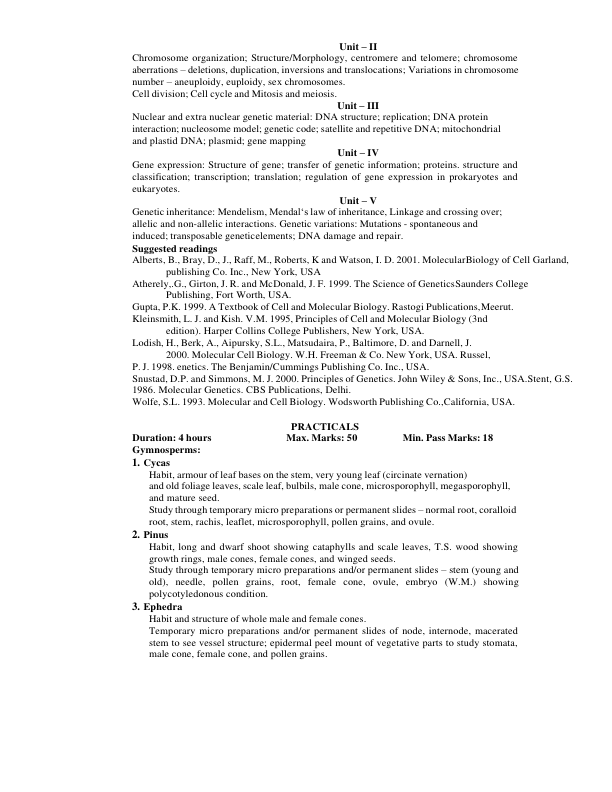 Unit – II
Chromosome organization; Structure/Morphology, centromere and telomere; chromosome
aberrations – deletions, duplication, inversions and translocations; Variations in chromosome
number – aneuploidy, euploidy, sex chromosomes.
Cell division; Cell cycle and Mitosis and meiosis.
Unit – III
Nuclear and extra nuclear genetic material: DNA structure; replication; DNA protein
interaction; nucleosome model; genetic code; satellite and repetitive DNA; mitochondrial
and plastid DNA; plasmid; gene mapping
Unit – IV
Gene expression: Structure of gene; transfer of genetic information; proteins. structure and
classification; transcription; translation; regulation of gene expression in prokaryotes and
eukaryotes.
Unit – V
Genetic inheritance: Mendelism, Mendal‘s law of inheritance, Linkage and crossing over;
allelic and non-allelic interactions. Genetic variations: Mutations - spontaneous and
induced; transposable geneticelements; DNA damage and repair.
Suggested readings
Alberts, B., Bray, D., J., Raff, M., Roberts, K and Watson, I. D. 2001. MolecularBiology of Cell Garland,
publishing Co. Inc., New York, USA
Atherely,.G., Girton, J. R. and McDonald, J. F. 1999. The Science of GeneticsSaunders College
Publishing, Fort Worth, USA.
Gupta, P.K. 1999. A Textbook of Cell and Molecular Biology. Rastogi Publications,Meerut.
Kleinsmith, L. J. and Kish. V.M. 1995, Principles of Cell and Molecular Biology (3nd
edition). Harper Collins College Publishers, New York, USA.
Lodish, H., Berk, A., Aipursky, S.L., Matsudaira, P., Baltimore, D. and Darnell, J.
2000. Molecular Cell Biology. W.H. Freeman & Co. New York, USA. Russel,
P. J. 1998. enetics. The Benjamin/Cummings Publishing Co. Inc., USA.
Snustad, D.P. and Simmons, M. J. 2000. Principles of Genetics. John Wiley & Sons, Inc., USA.Stent, G.S.
1986. Molecular Genetics. CBS Publications, Delhi.
Wolfe, S.L. 1993. Molecular and Cell Biology. Wodsworth Publishing Co.,California, USA.
PRACTICALS
Duration: 4 hours Max. Marks: 50 Min. Pass Marks: 18
Gymnosperms:
1. Cycas
Habit, armour of leaf bases on the stem, very young leaf (circinate vernation)
and old foliage leaves, scale leaf, bulbils, male cone, microsporophyll, megasporophyll,
and mature seed.
Study through temporary micro preparations or permanent slides – normal root, coralloid
root, stem, rachis, leaflet, microsporophyll, pollen grains, and ovule.
2. Pinus
Habit, long and dwarf shoot showing cataphylls and scale leaves, T.S. wood showing
growth rings, male cones, female cones, and winged seeds.
Study through temporary micro preparations and/or permanent slides – stem (young and
old), needle, pollen grains, root, female cone, ovule, embryo (W.M.) showing
polycotyledonous condition.
3. Ephedra
Habit and structure of whole male and female cones.
Temporary micro preparations and/or permanent slides of node, internode, macerated
stem to see vessel structure; epidermal peel mount of vegetative parts to study stomata,
male cone, female cone, and pollen grains.